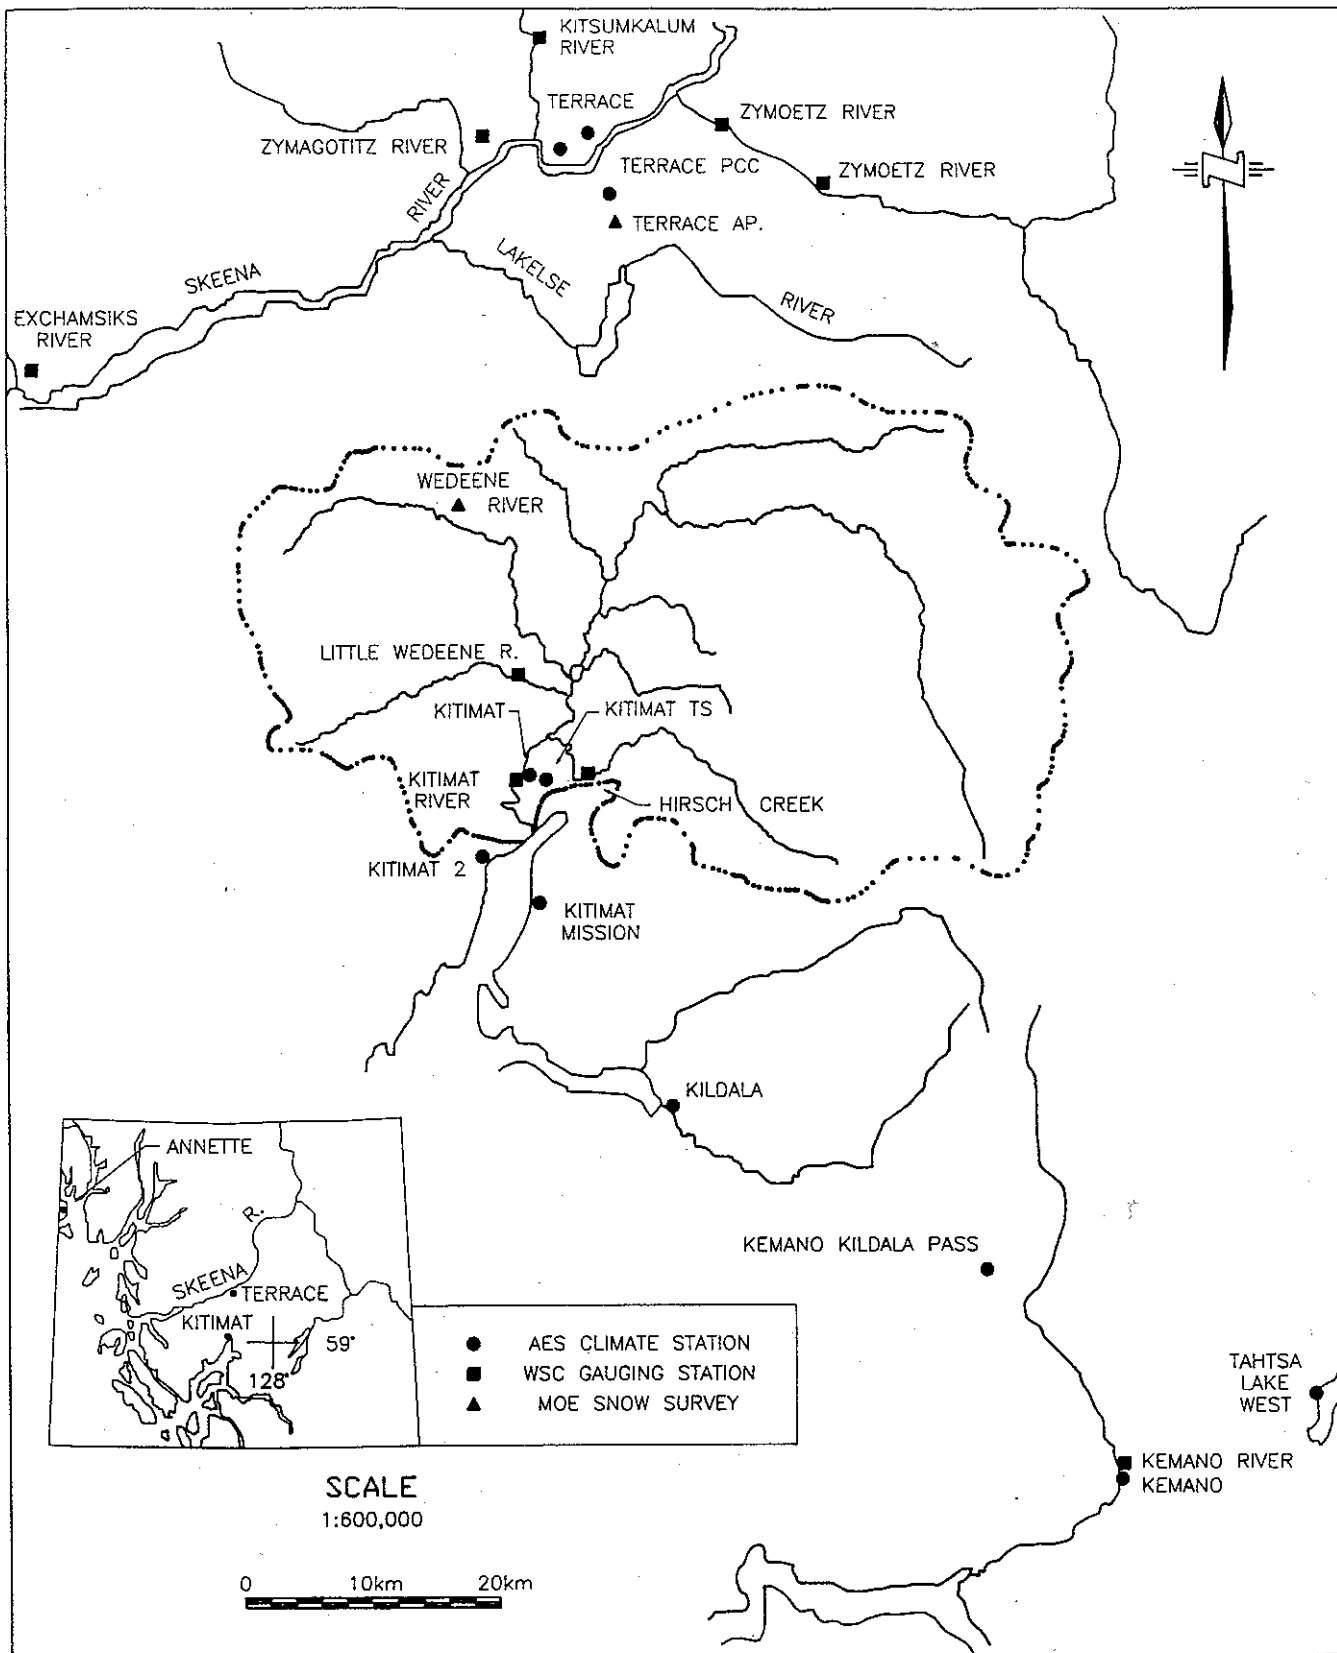 KITSUMKALUM
RIVER
TERRACE
ZYMOETZ RIVER
ZYMAGOTITZ RIVER
TERRACE PCC
ZYMOETZ RIVER
RIVER
TERRACE AP.
LAKELSE
SKEENA
RIVER
EXCHAMSIKS
RIVER
WEDEENE
RIVER
LITTLE WEDEENE R.
KITIMAT
KITIMAT TS
KITIMAT
RIVER
HIRSCH CREEK
KITIMAT 2
KITIMAT
MISSION
KILDALA
ANNETTE
R.
SKEENA
TERRACE
KITIMAT
59°
128°
KEMANO KILDALA PASS
AES CLIMATE STATION
WSC GAUGING STATION
MOE SNOW SURVEY
TAHTSA
LAKE
WEST
KEMANO RIVER
KEMANO
SCALE
1:600,000
0 10km 20km